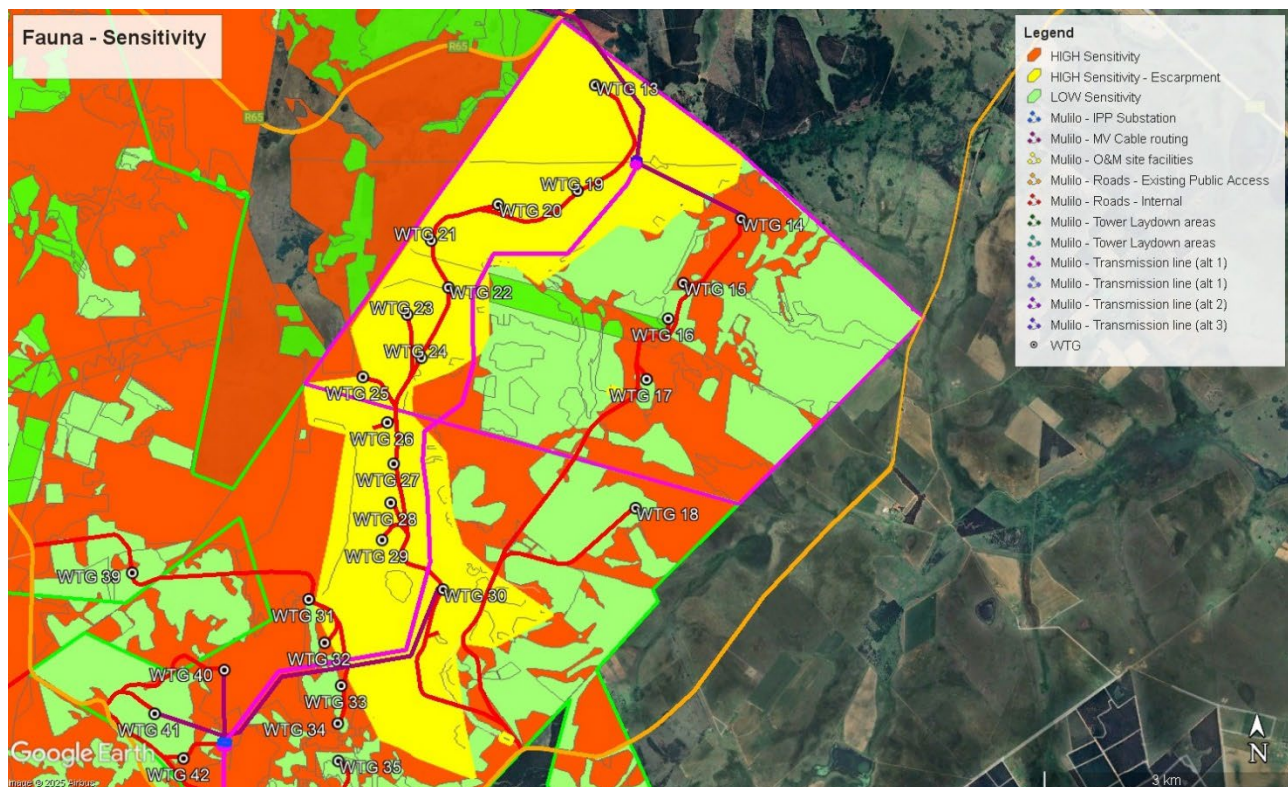 Fauna - Sensitivity
Legend
HIGH Sensitivity
HIGH Sensitivity - Escarpment
LOW Sensitivity
Mulilo - IPP Substation
Mulilo - MV Cable routing
Mulilo - O&M site facilities
Mulilo - Roads - Existing Public Access
Mulilo - Roads - Internal
Mulilo - Tower Laydown areas
Mulilo - Tower Laydown areas
Mulilo - Transmission line (alt 1)
Mulilo - Transmission line (alt 1)
Mulilo - Transmission line (alt 2)
Mulilo - Transmission line (alt 3)
WTG
R65
R65
WTG 13
WTG 19
WTG 20
WTG 14
WTG 21
WTG 22
WTG 15
WTG 23
WTG 16
WTG 24
WTG 25
WTG 17
WTG 26
WTG 27
WTG 28
WTG 18
WTG 29
WTG 39
WTG 30
WTG 31
WTG 32
WTG 40
WTG 33
WTG 41
WTG 34
WTG 42
WTG 35
Google Earth
Image © 2025 Airbus
N
3 km